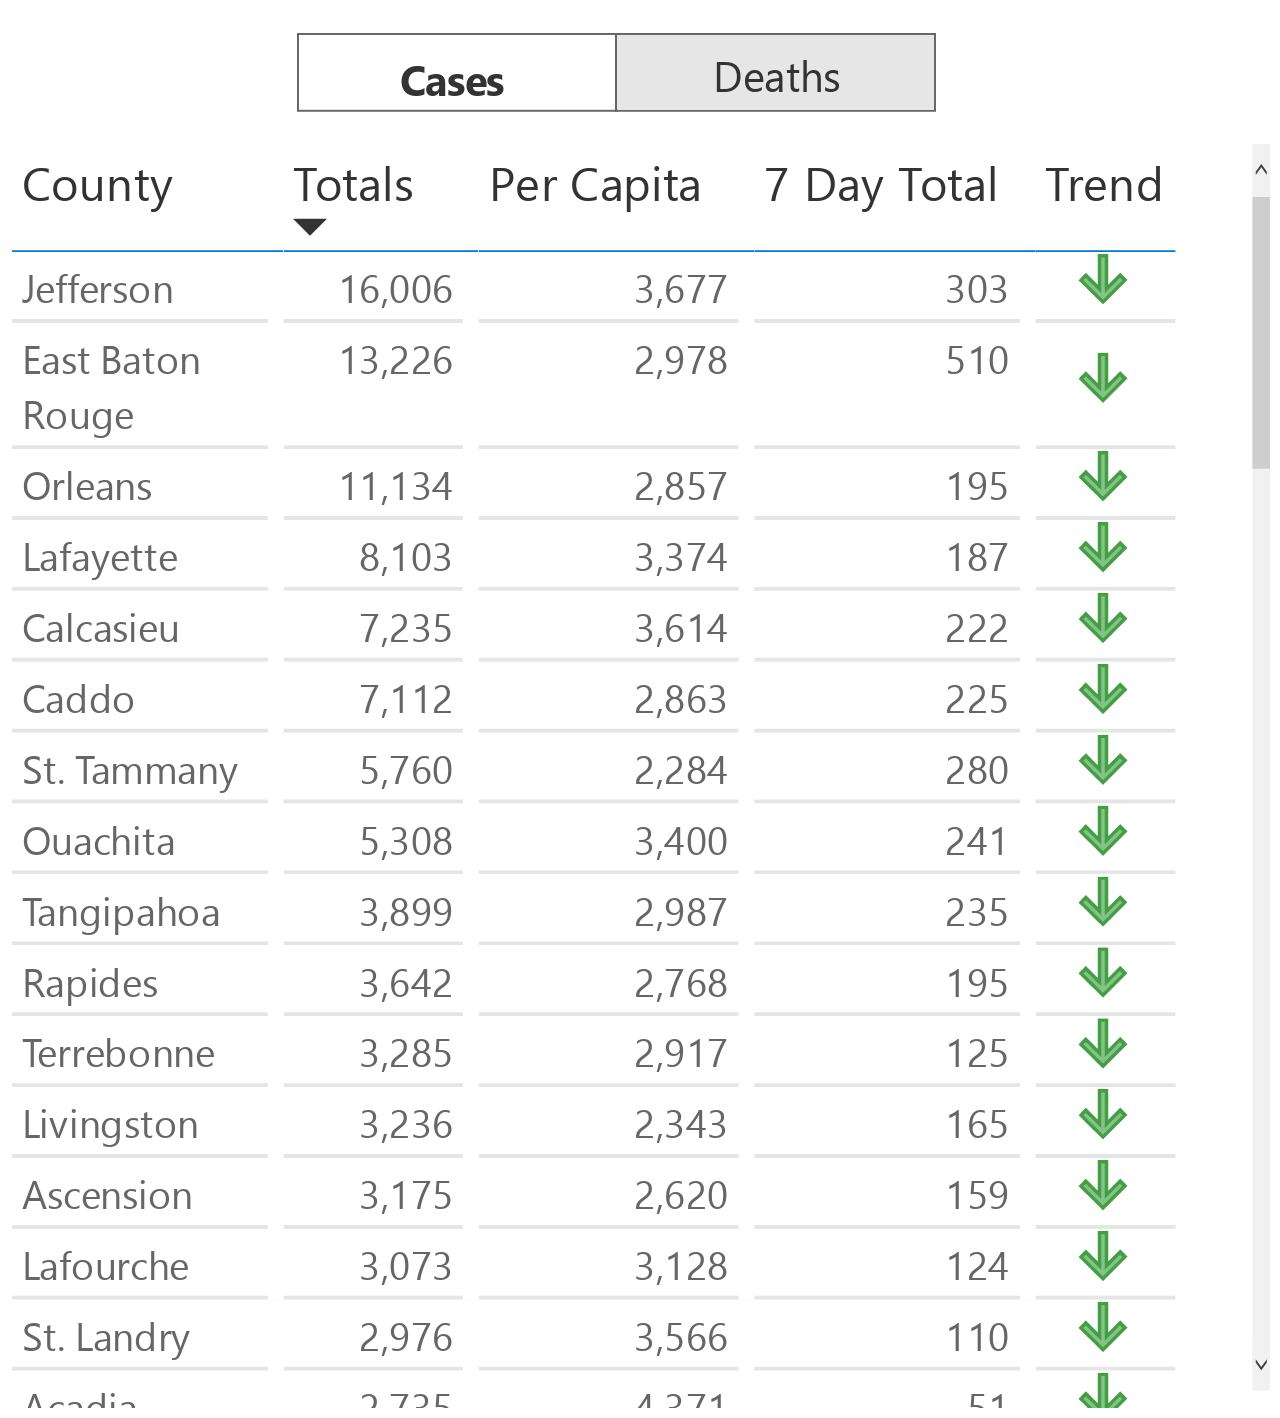 Cases Deaths
County Totals Per Capita 7 Day Total Trend
Jefferson 16,006 3,677 303
East Baton 13,226 2,978 510
Rouge
Orleans 11,134 2,857 195
Lafayette 8,103 3,374 187
Calcasieu 7,235 3,614 222
Caddo 7,112 2,863 225
St. Tammany 5,760 2,284 280
Ouachita 5,308 3,400 241
Tangipahoa 3,899 2,987 235
Rapides 3,642 2,768 195
Terrebonne 3,285 2,917 125
Livingston 3,236 2,343 165
Ascension 3,175 2,620 159
Lafourche 3,073 3,128 124
St. Landry 2,976 3,566 110
Acadia 2,735 4,371 51